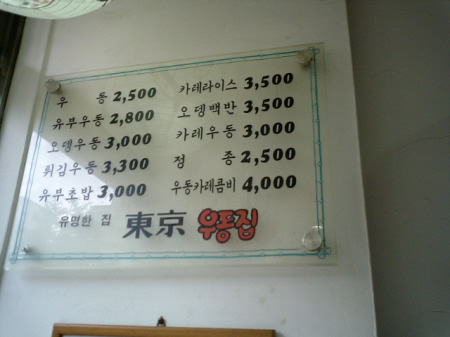 우 동 2,500
유부우동 2,800
오뎅우동 3,000
튀김우동 3,300
유부초밥 3,000
카레라이스 3,500
오뎅백반 3,500
카레우동 3,000
정 종 2,500
우동카레콤비 4,000
유명한 집 東京 우동집